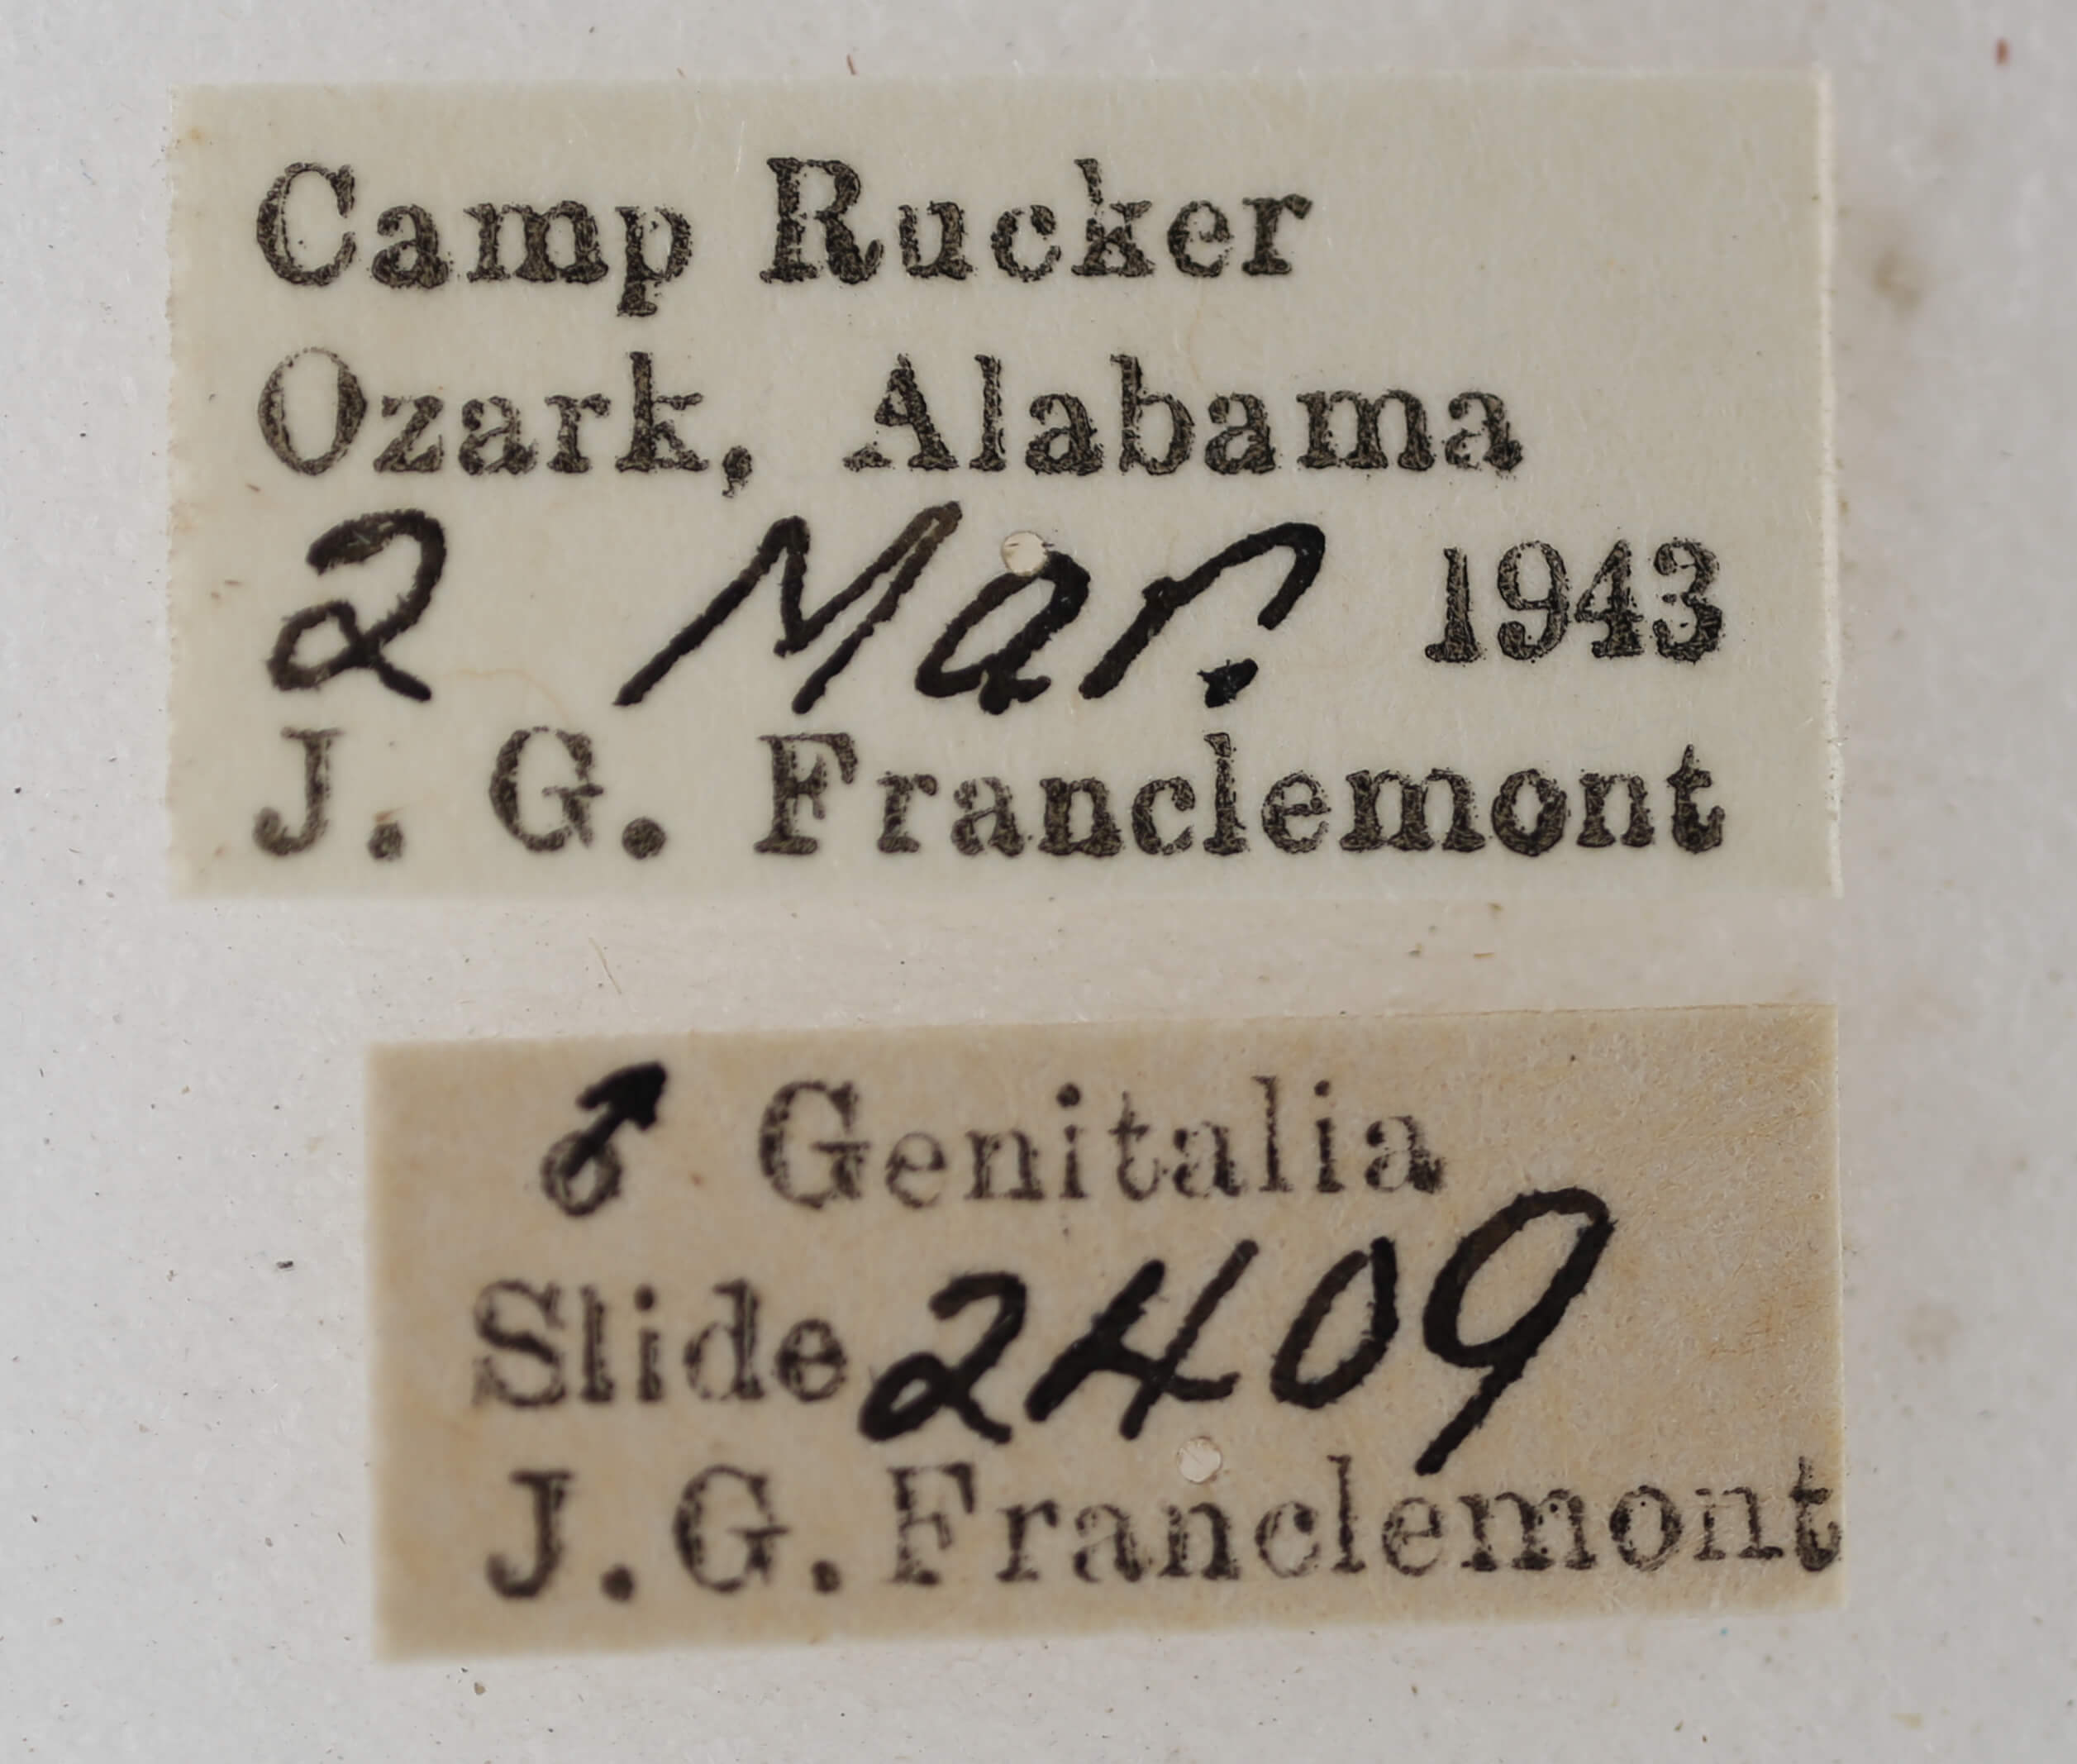 Camp Rucker
Ozark, Alabama
2 Mar. 1943
J. G. Franclemont
♂ Genitalia
Slide 2409
J. G. Franclemont